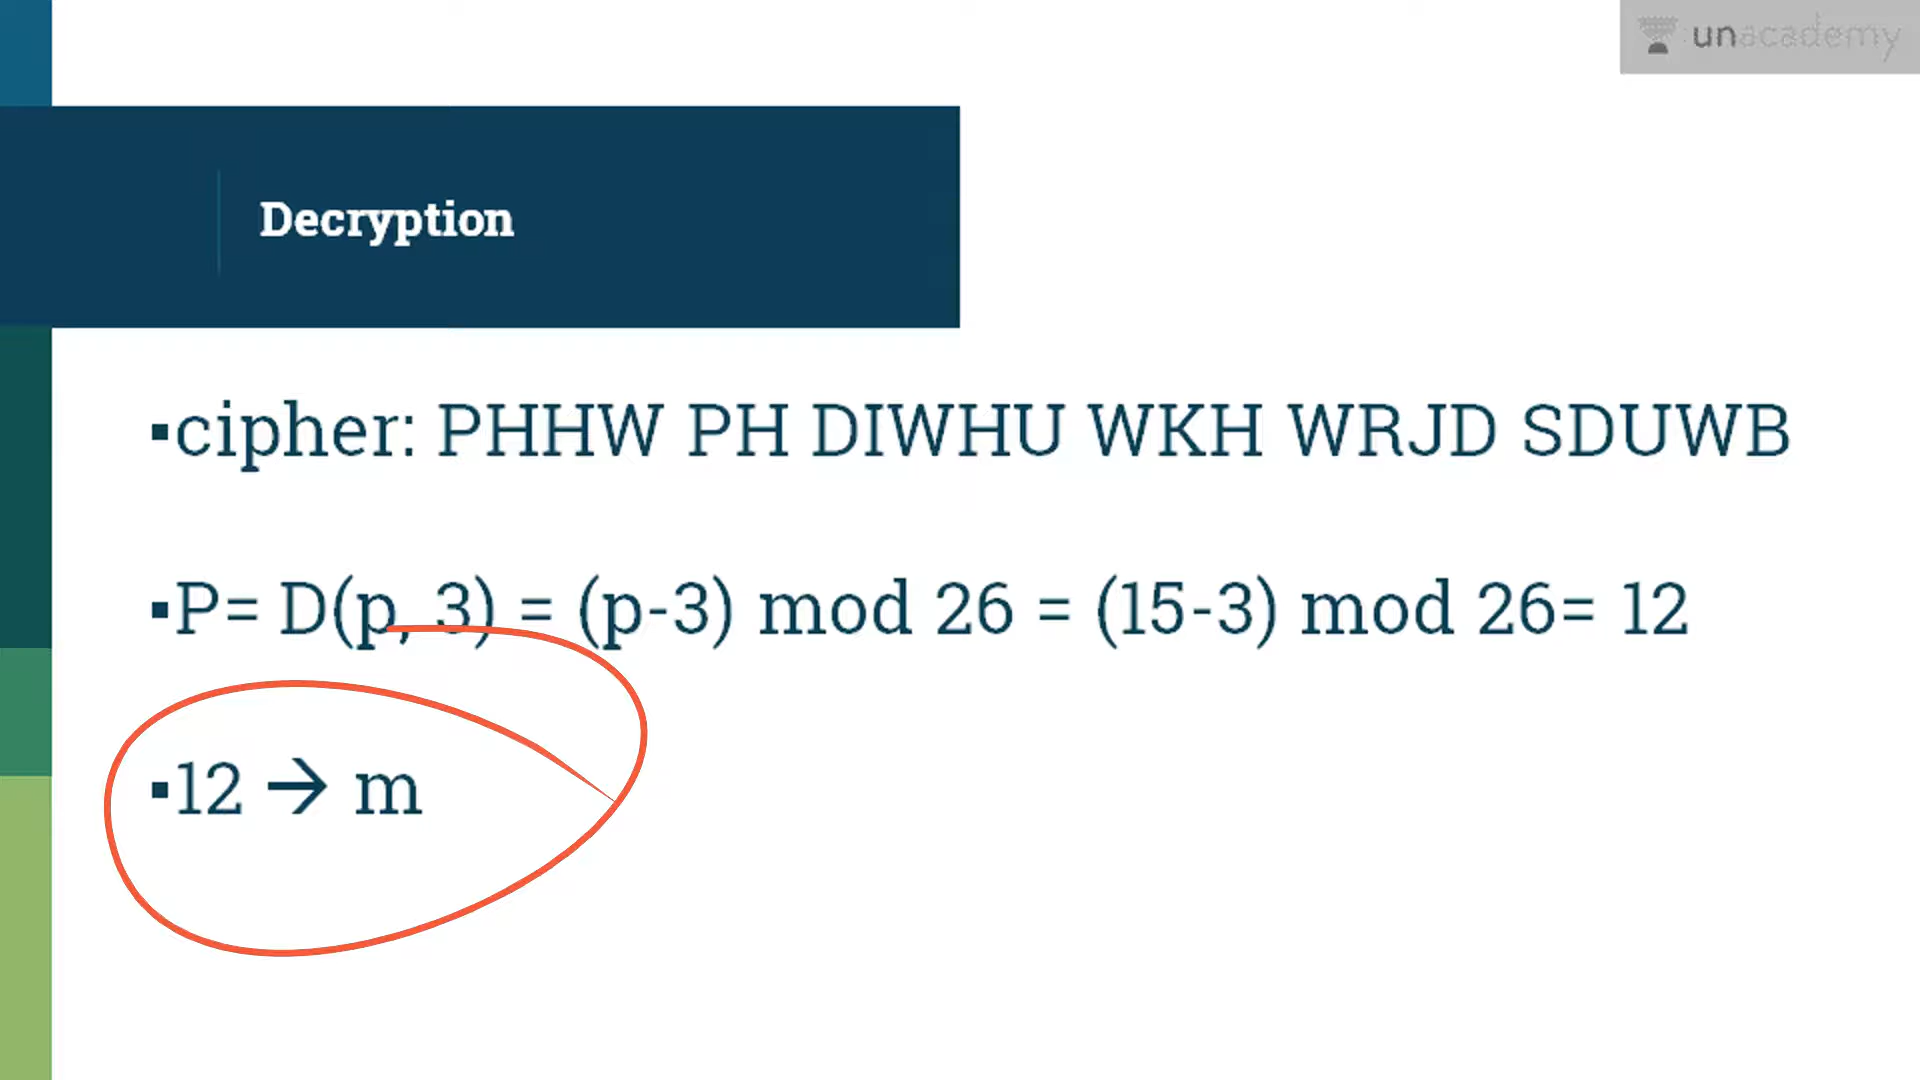 unacademy
Decryption
▪cipher: PHHW PH DIWHU WKH WRJD SDUWB
▪P= D(p, 3) = (p-3) mod 26 = (15-3) mod 26= 12
▪12 → m